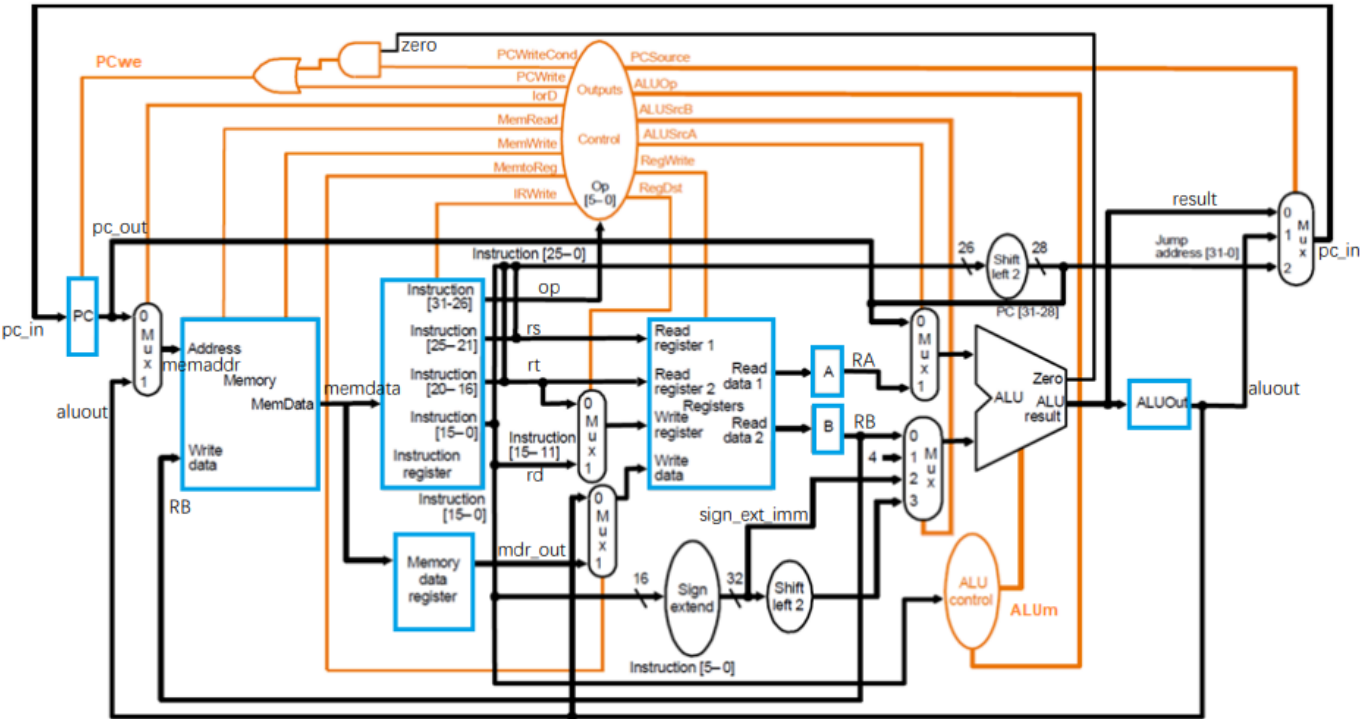 zero
PCwe
PCWriteCond
PCSource
PCWrite
Outputs
ALUOp
IorD
ALUSrcB
MemRead
Control
ALUSrcA
MemWrite
RegWrite
MemtoReg
Op
[5–0]
RegDst
IRWrite
result
pc_out
Instruction [25–0]
26
Shift
left 2
28
Jump
address [31-0]
0
1
2
M
u
x
pc_in
PC [31-28]
pc_in
PC
0
M
u
x
1
memaddr
aluout
Address
Memory
MemData
Write
data
RB
memdata
Instruction
[31-26]
Instruction
[25–21]
Instruction
[20–16]
Instruction
[15–0]
Instruction
register
op
rs
rt
Instruction
[15–11]
rd
0
M
u
x
1
Read
register 1
Read
register 2
Registers
Write
register
Write
data
Read
data 1
Read
data 2
A
RA
B
RB
0
M
u
x
1
4
0
1
2
3
M
u
x
Zero
ALU
ALU
result
ALUOut
aluout
Instruction
[15–0]
Memory
data
register
mdr_out
0
M
u
x
1
sign_ext_imm
16
Sign
extend
32
Shift
left 2
ALU
control
ALUm
Instruction [5–0]